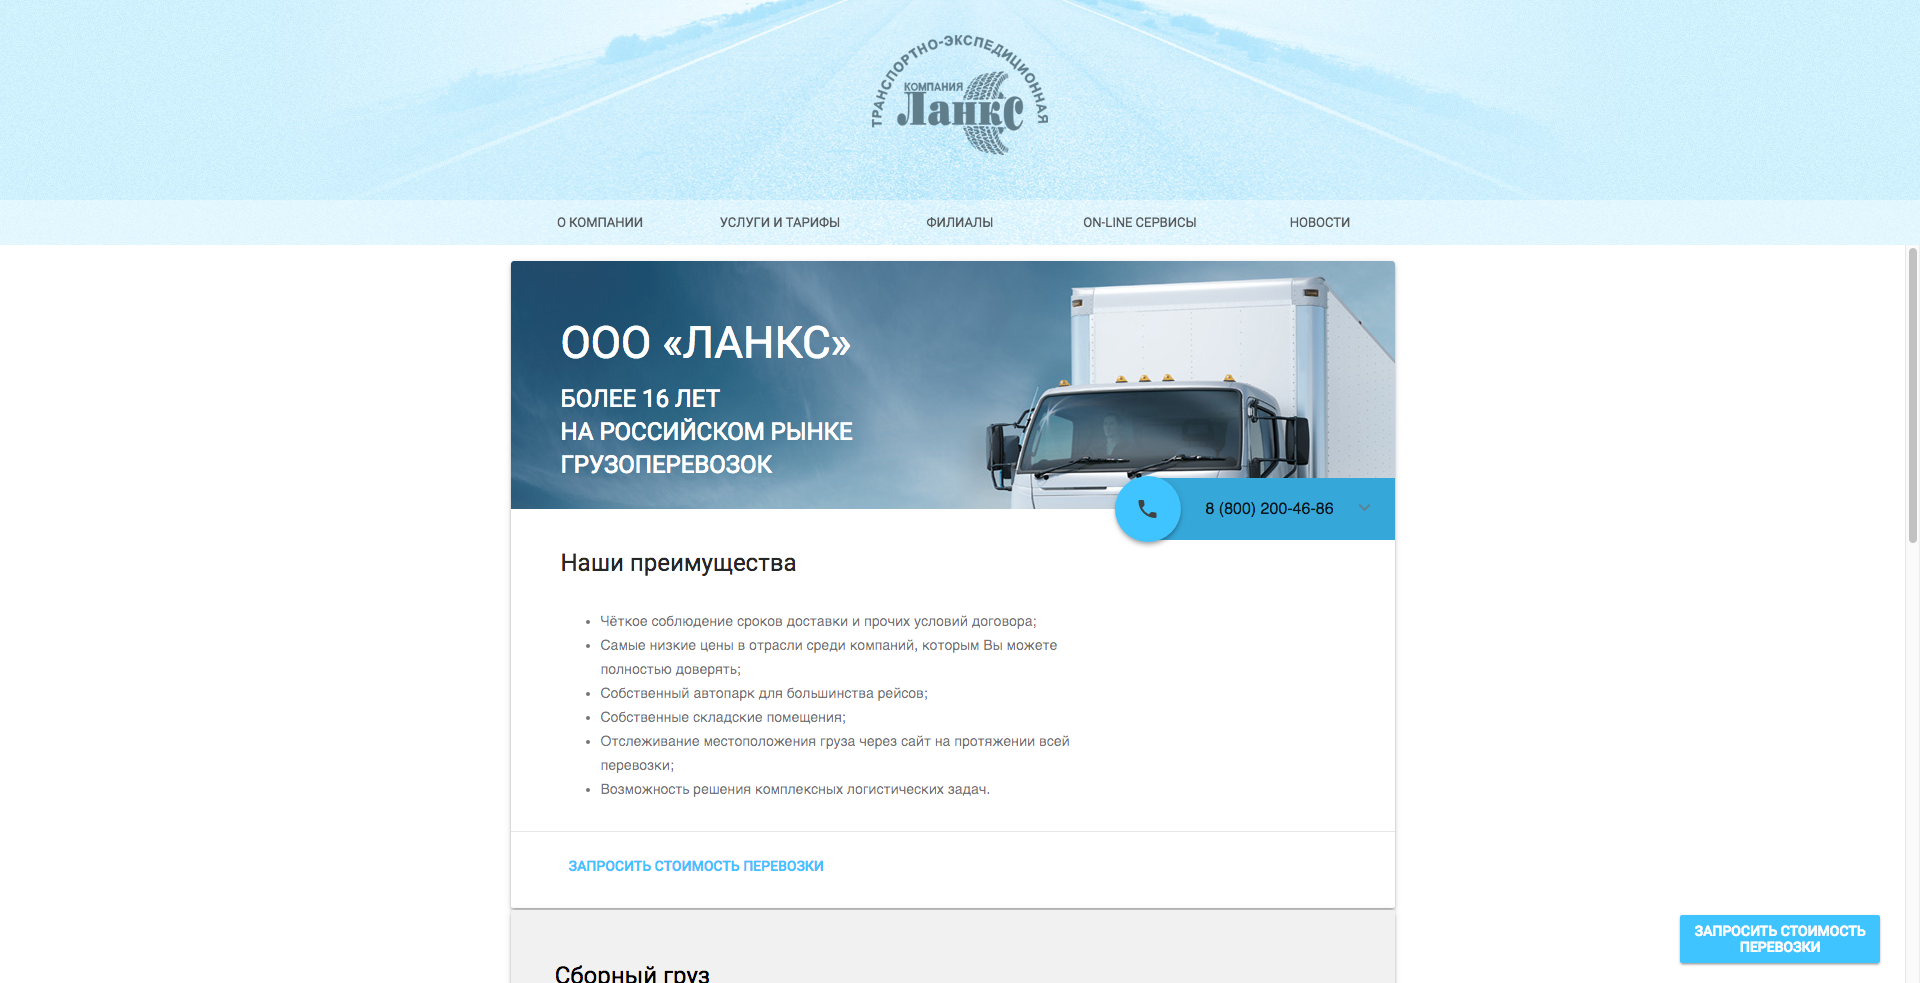 ТРАНСПОРТНО-ЭКСПЕДИЦИОННАЯ
КОМПАНИЯ
ЛанкС
О КОМПАНИИ
УСЛУГИ И ТАРИФЫ
ФИЛИАЛЫ
ON-LINE СЕРВИСЫ
НОВОСТИ
ООО «ЛАНКС»
БОЛЕЕ 16 ЛЕТ
НА РОССИЙСКОМ РЫНКЕ
ГРУЗОПЕРЕВОЗОК
8 (800) 200-46-86
Наши преимущества
• Чёткое соблюдение сроков доставки и прочих условий договора;
• Самые низкие цены в отрасли среди компаний, которым Вы можете
полностью доверять;
• Собственный автопарк для большинства рейсов;
• Собственные складские помещения;
• Отслеживание местоположения груза через сайт на протяжении всей
перевозки;
• Возможность решения комплексных логистических задач.
ЗАПРОСИТЬ СТОИМОСТЬ ПЕРЕВОЗКИ
ЗАПРОСИТЬ СТОИМОСТЬ
ПЕРЕВОЗКИ
Сборный груз